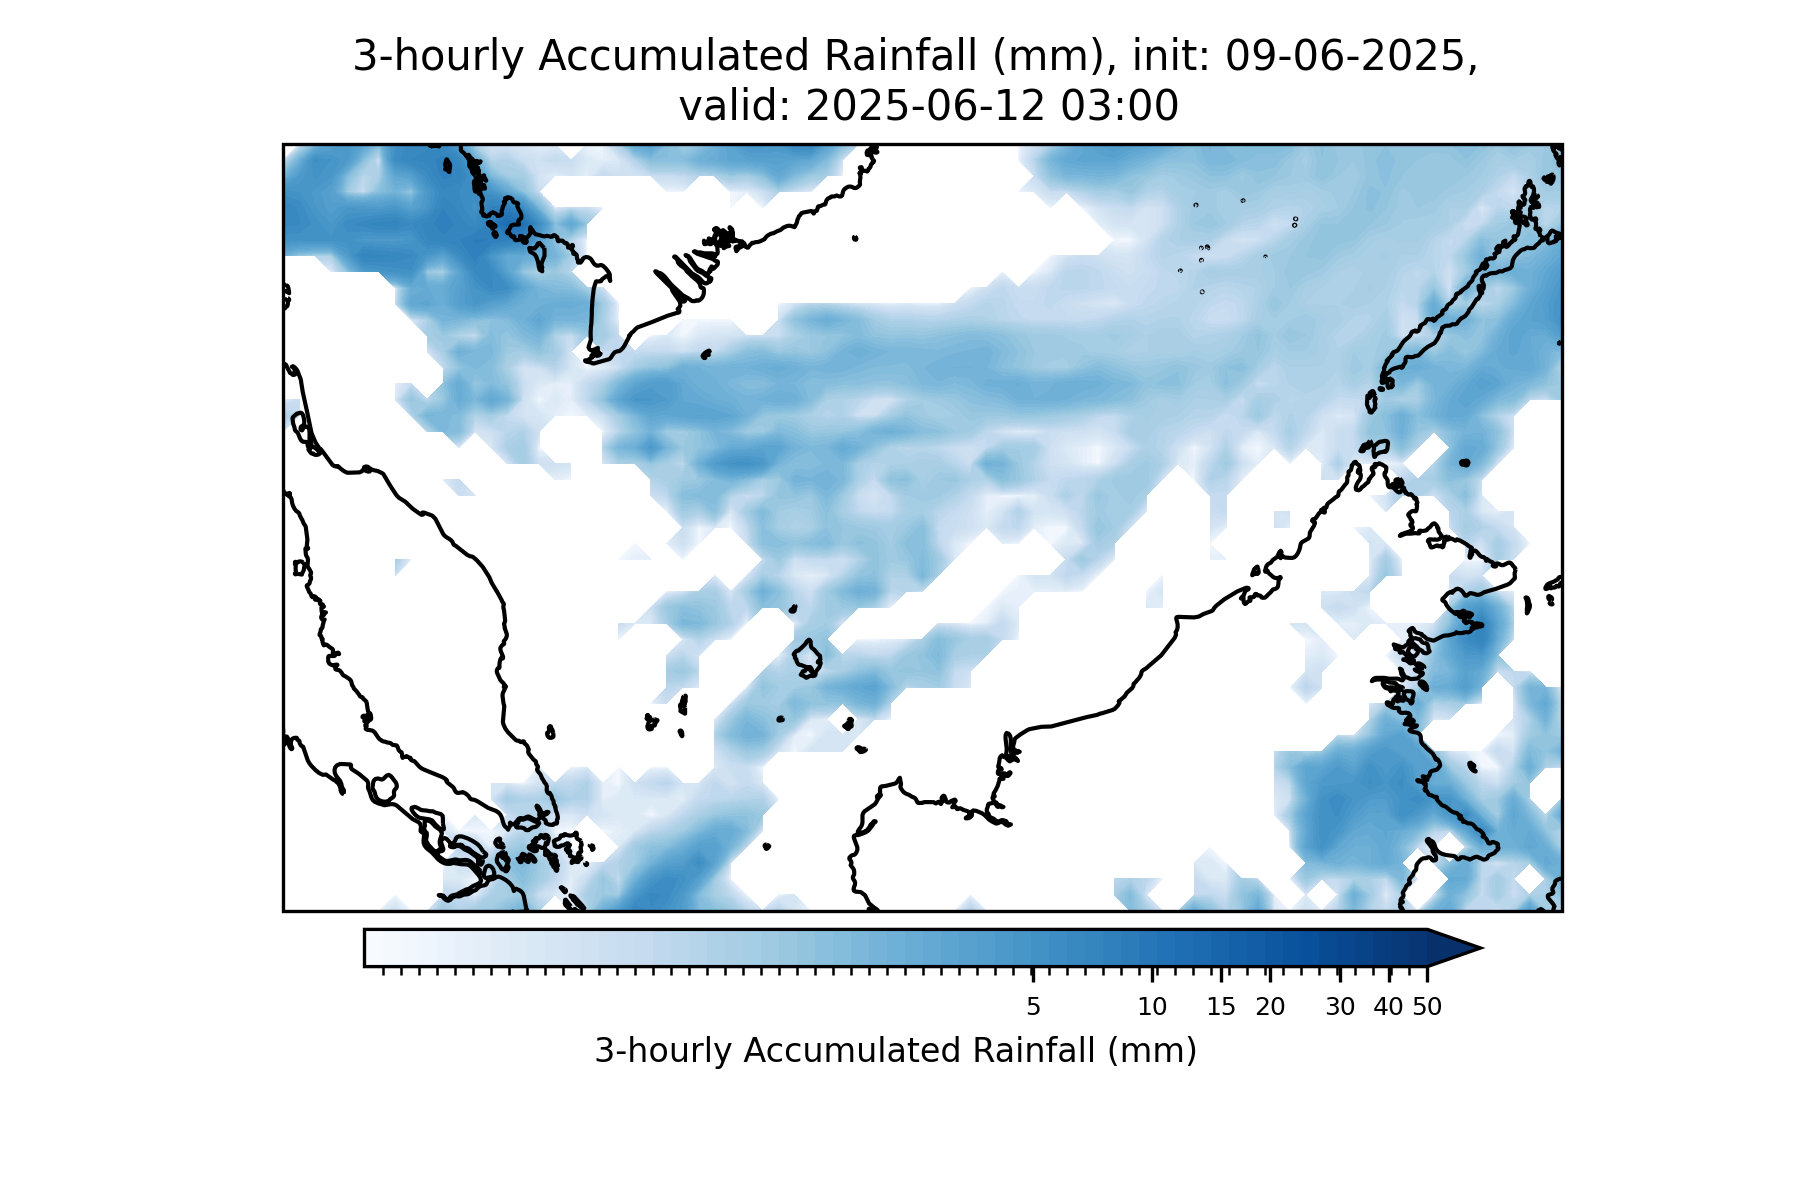 3-hourly Accumulated Rainfall (mm), init: 09-06-2025,
valid: 2025-06-12 03:00
5 10 15 20 30 40 50
3-hourly Accumulated Rainfall (mm)